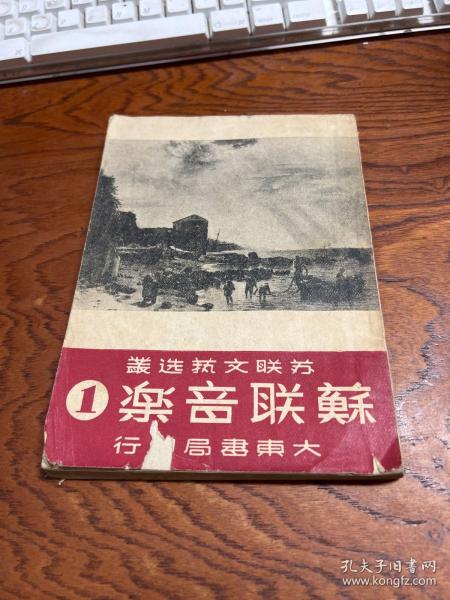 苏联文艺选丛
蘇联音樂 1
大東書局 行
孔夫子旧书网
www.kongfz.com